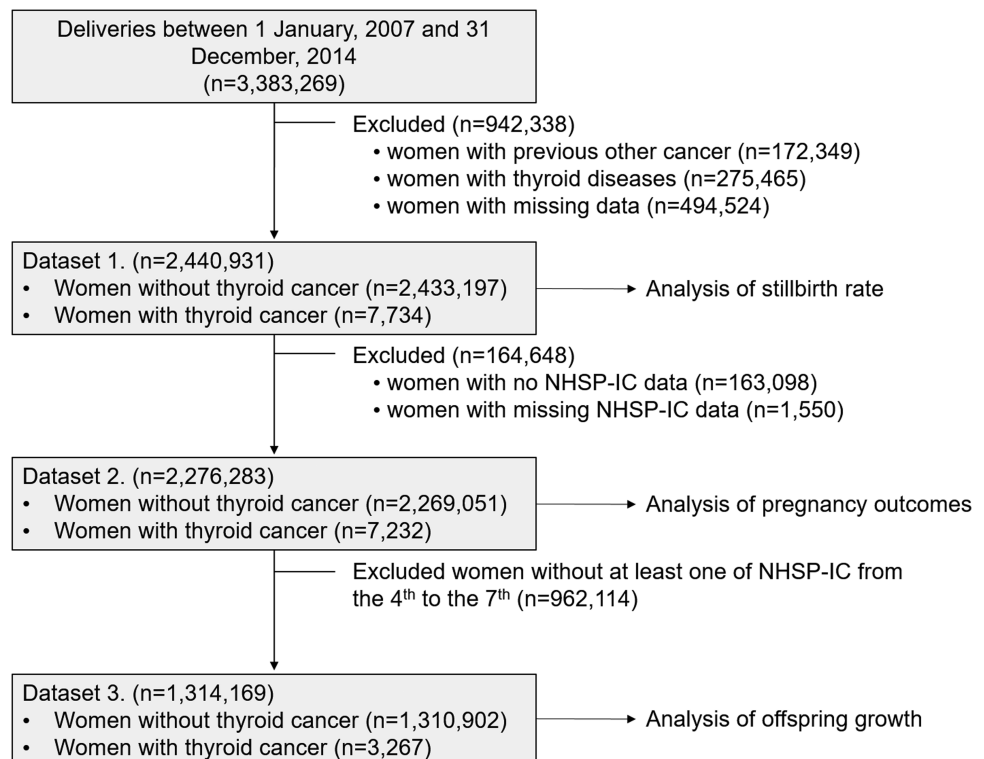 Deliveries between 1 January, 2007 and 31
December, 2014
(n=3,383,269)
Excluded (n=942,338)
• women with previous other cancer (n=172,349)
• women with thyroid diseases (n=275,465)
• women with missing data (n=494,524)
Dataset 1. (n=2,440,931)
• Women without thyroid cancer (n=2,433,197)
• Women with thyroid cancer (n=7,734)
Analysis of stillbirth rate
Excluded (n=164,648)
• women with no NHSP-IC data (n=163,098)
• women with missing NHSP-IC data (n=1,550)
Dataset 2. (n=2,276,283)
• Women without thyroid cancer (n=2,269,051)
• Women with thyroid cancer (n=7,232)
Analysis of pregnancy outcomes
Excluded women without at least one of NHSP-IC from
the 4th to the 7th (n=962,114)
Dataset 3. (n=1,314,169)
• Women without thyroid cancer (n=1,310,902)
• Women with thyroid cancer (n=3,267)
Analysis of offspring growth